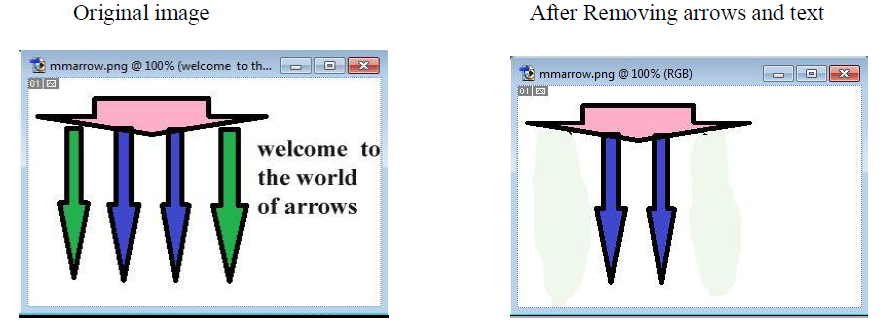 Original image
After Removing arrows and text
mmarrow.png @ 100% (welcome  to th...
mmarrow.png @ 100% (RGB)
01
01
welcome  to
the world
of arrows